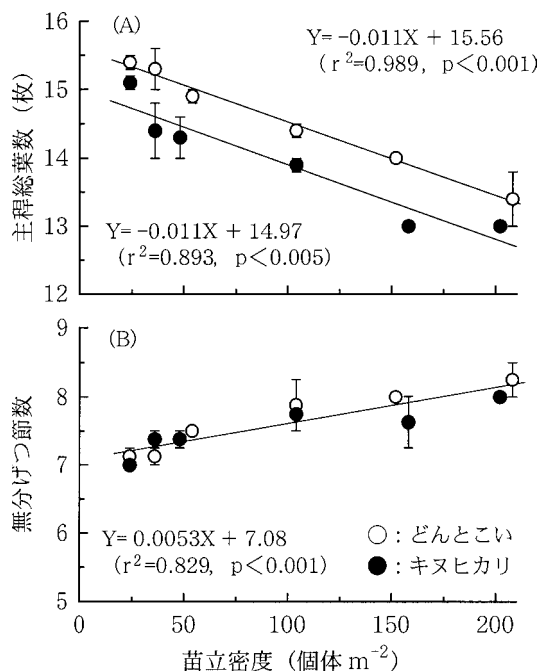 (A)
Y= −0.011X + 15.56
(r²=0.989, p<0.001)
主稈総葉数 (枚)
16
15
14
13
12
Y= −0.011X + 14.97
(r²=0.893, p<0.005)
(B)
無分げつ節数
9
8
7
6
5
Y= 0.0053X + 7.08
(r²=0.829, p<0.001)
○ : どんとこい
● : キヌヒカリ
0 50 100 150 200
苗立密度 (個体 m⁻²)